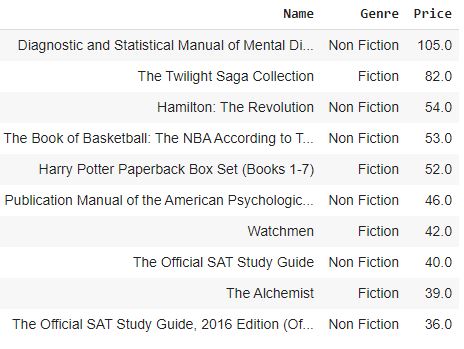 Name Genre Price
Diagnostic and Statistical Manual of Mental Di... Non Fiction 105.0
The Twilight Saga Collection Fiction 82.0
Hamilton: The Revolution Non Fiction 54.0
The Book of Basketball: The NBA According to T... Non Fiction 53.0
Harry Potter Paperback Box Set (Books 1-7) Fiction 52.0
Publication Manual of the American Psychologic... Non Fiction 46.0
Watchmen Fiction 42.0
The Official SAT Study Guide Non Fiction 40.0
The Alchemist Fiction 39.0
The Official SAT Study Guide, 2016 Edition (Of... Non Fiction 36.0